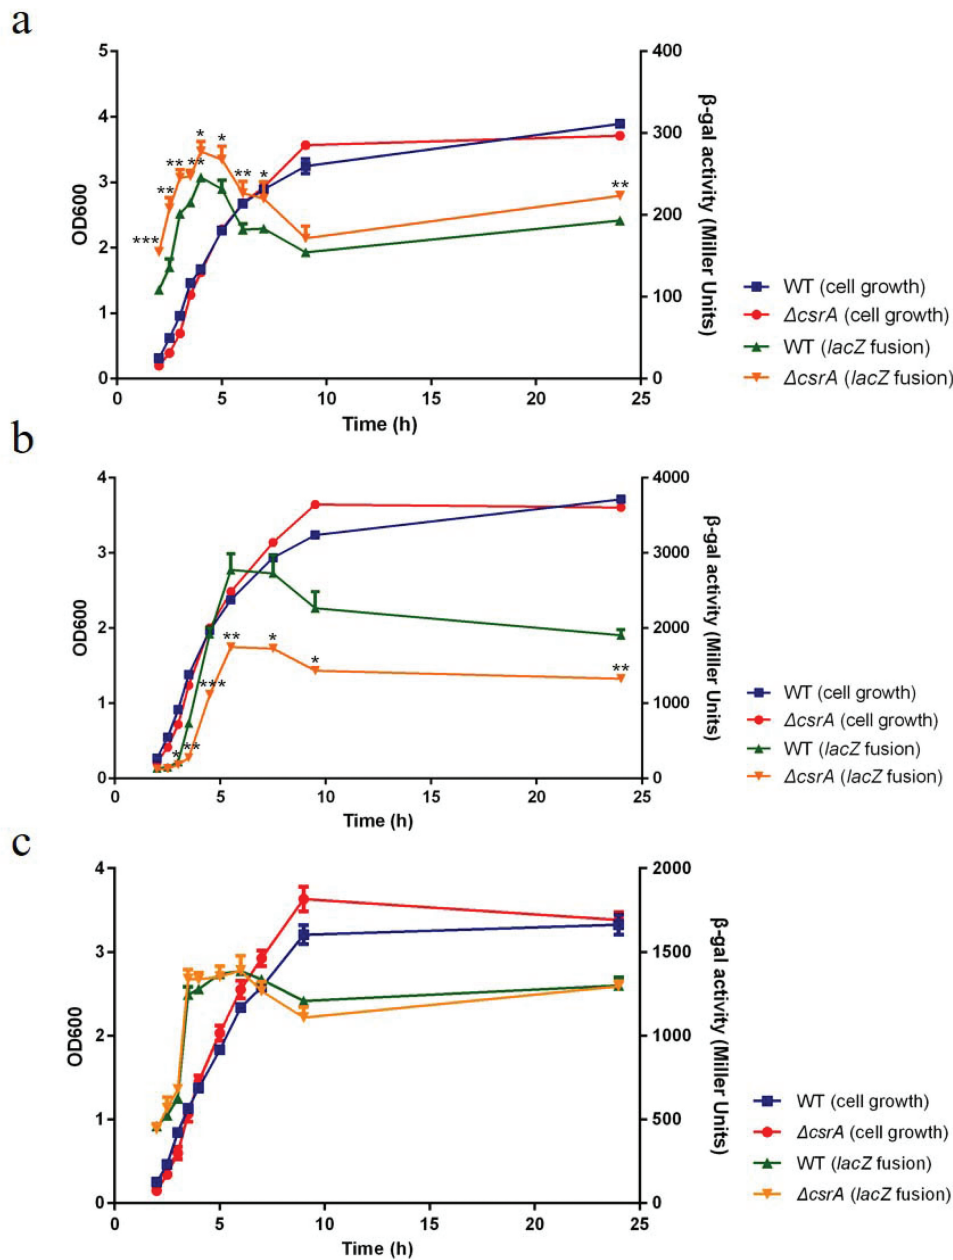 a
5
4
3
2
1
0
OD600
0
5
10
15
20
25
Time (h)
400
300
200
100
0
β-gal activity (Miller Units)
***
**
**
**
*
*
**
*
**
WT (cell growth)
ΔcsrA (cell growth)
WT (lacZ fusion)
ΔcsrA (lacZ fusion)
b
4
3
2
1
0
OD600
0
5
10
15
20
25
Time (h)
4000
3000
2000
1000
0
β-gal activity (Miller Units)
*
**
***
**
*
*
**
WT (cell growth)
ΔcsrA (cell growth)
WT (lacZ fusion)
ΔcsrA (lacZ fusion)
c
4
3
2
1
0
OD600
0
5
10
15
20
25
Time (h)
2000
1500
1000
500
0
β-gal activity (Miller Units)
WT (cell growth)
ΔcsrA (cell growth)
WT (lacZ fusion)
ΔcsrA (lacZ fusion)